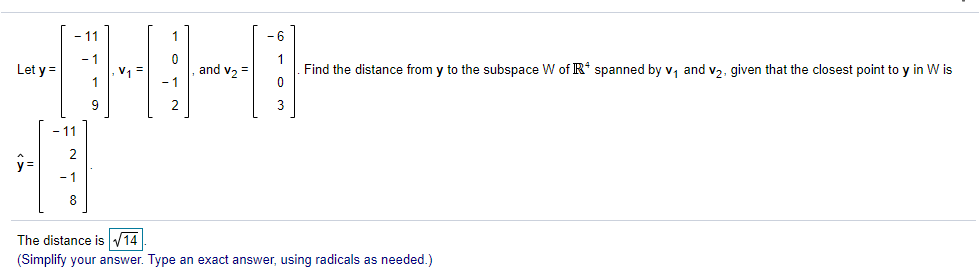 Let y = [ -11 -1 1 9 ], v₁ = [ 1 0 -1 2 ], and v₂ = [ -6 1 0 3 ]. Find the distance from y to the subspace W of ℝ⁴ spanned by v₁ and v₂, given that the closest point to y in W is
ŷ = [ -11 2 -1 8 ].
The distance is √14.
(Simplify your answer. Type an exact answer, using radicals as needed.)